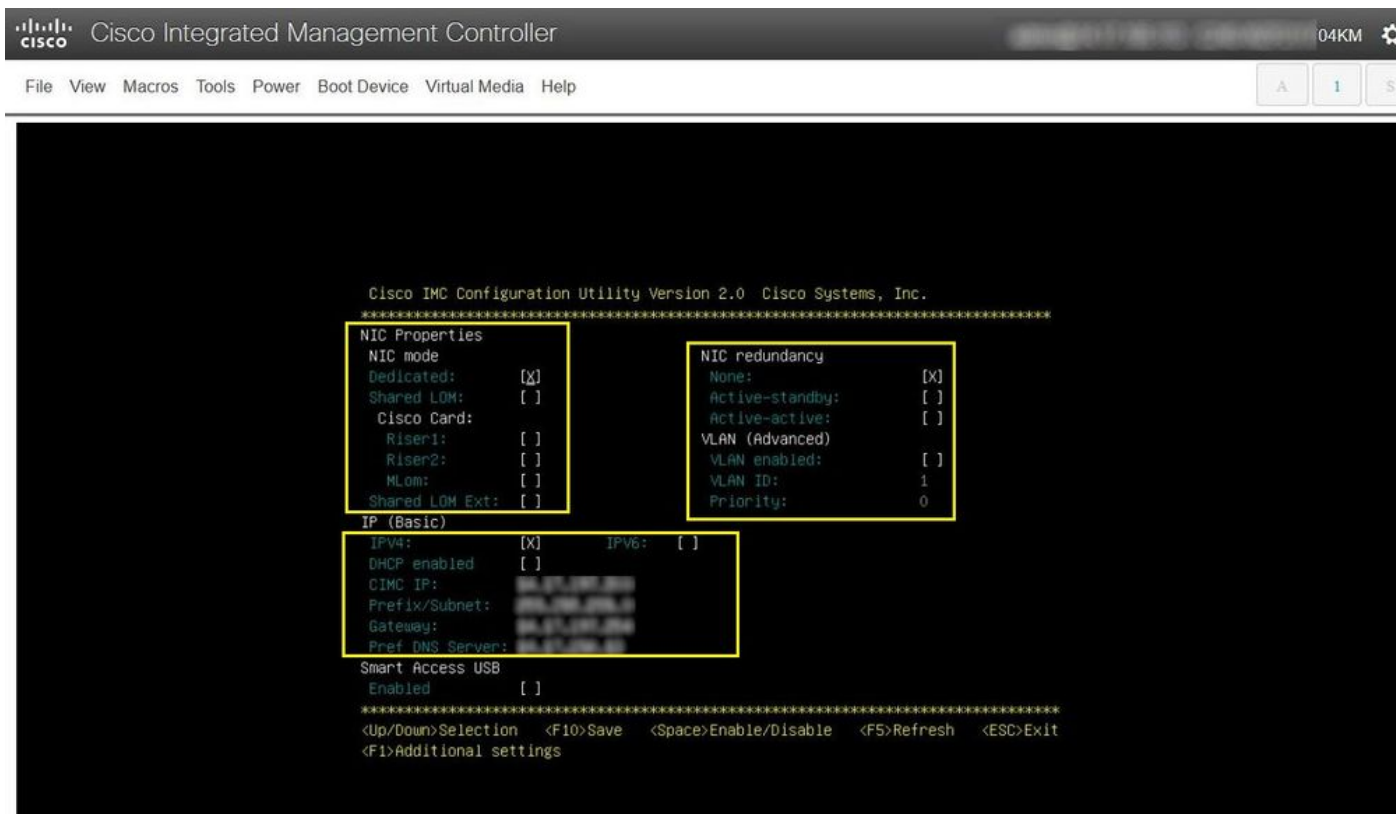 CISCO Cisco Integrated Management Controller 04KM
File View Macros Tools Power Boot Device Virtual Media Help A 1 S
Cisco IMC Configuration Utility Version 2.0 Cisco Systems, Inc.
NIC Properties
NIC mode NIC redundancy
Dedicated: [X] None: [X]
Shared LOM: [ ] Active-standby: [ ]
Cisco Card: Active-active: [ ]
Riser1: [ ] VLAN (Advanced)
Riser2: [ ] VLAN enabled: [ ]
MLom: [ ] VLAN ID: 1
Shared LOM Ext: [ ] Priority: 0
IP (Basic)
IPV4: [X] IPV6: [ ]
DHCP enabled [ ]
CIMC IP:
Prefix/Subnet:
Gateway:
Pref DNS Server:
Smart Access USB
Enabled [ ]
<Up/Down>Selection <F10>Save <Space>Enable/Disable <F5>Refresh <ESC>Exit
<F1>Additional settings